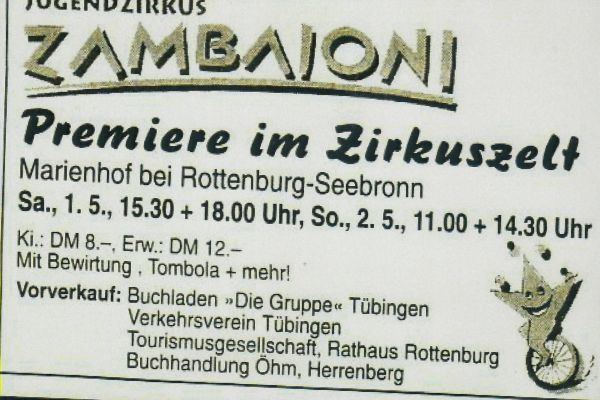 JUGENDZIRKUS
ZAMBAIONI
Premiere im Zirkuszelt
Marienhof bei Rottenburg-Seebronn
Sa., 1. 5., 15.30 + 18.00 Uhr, So., 2. 5., 11.00 + 14.30 Uhr
Ki.: DM 8.–, Erw.: DM 12.–
Mit Bewirtung , Tombola + mehr!
Vorverkauf: Buchladen »Die Gruppe« Tübingen
Verkehrsverein Tübingen
Tourismusgesellschaft, Rathaus Rottenburg
Buchhandlung Öhm, Herrenberg